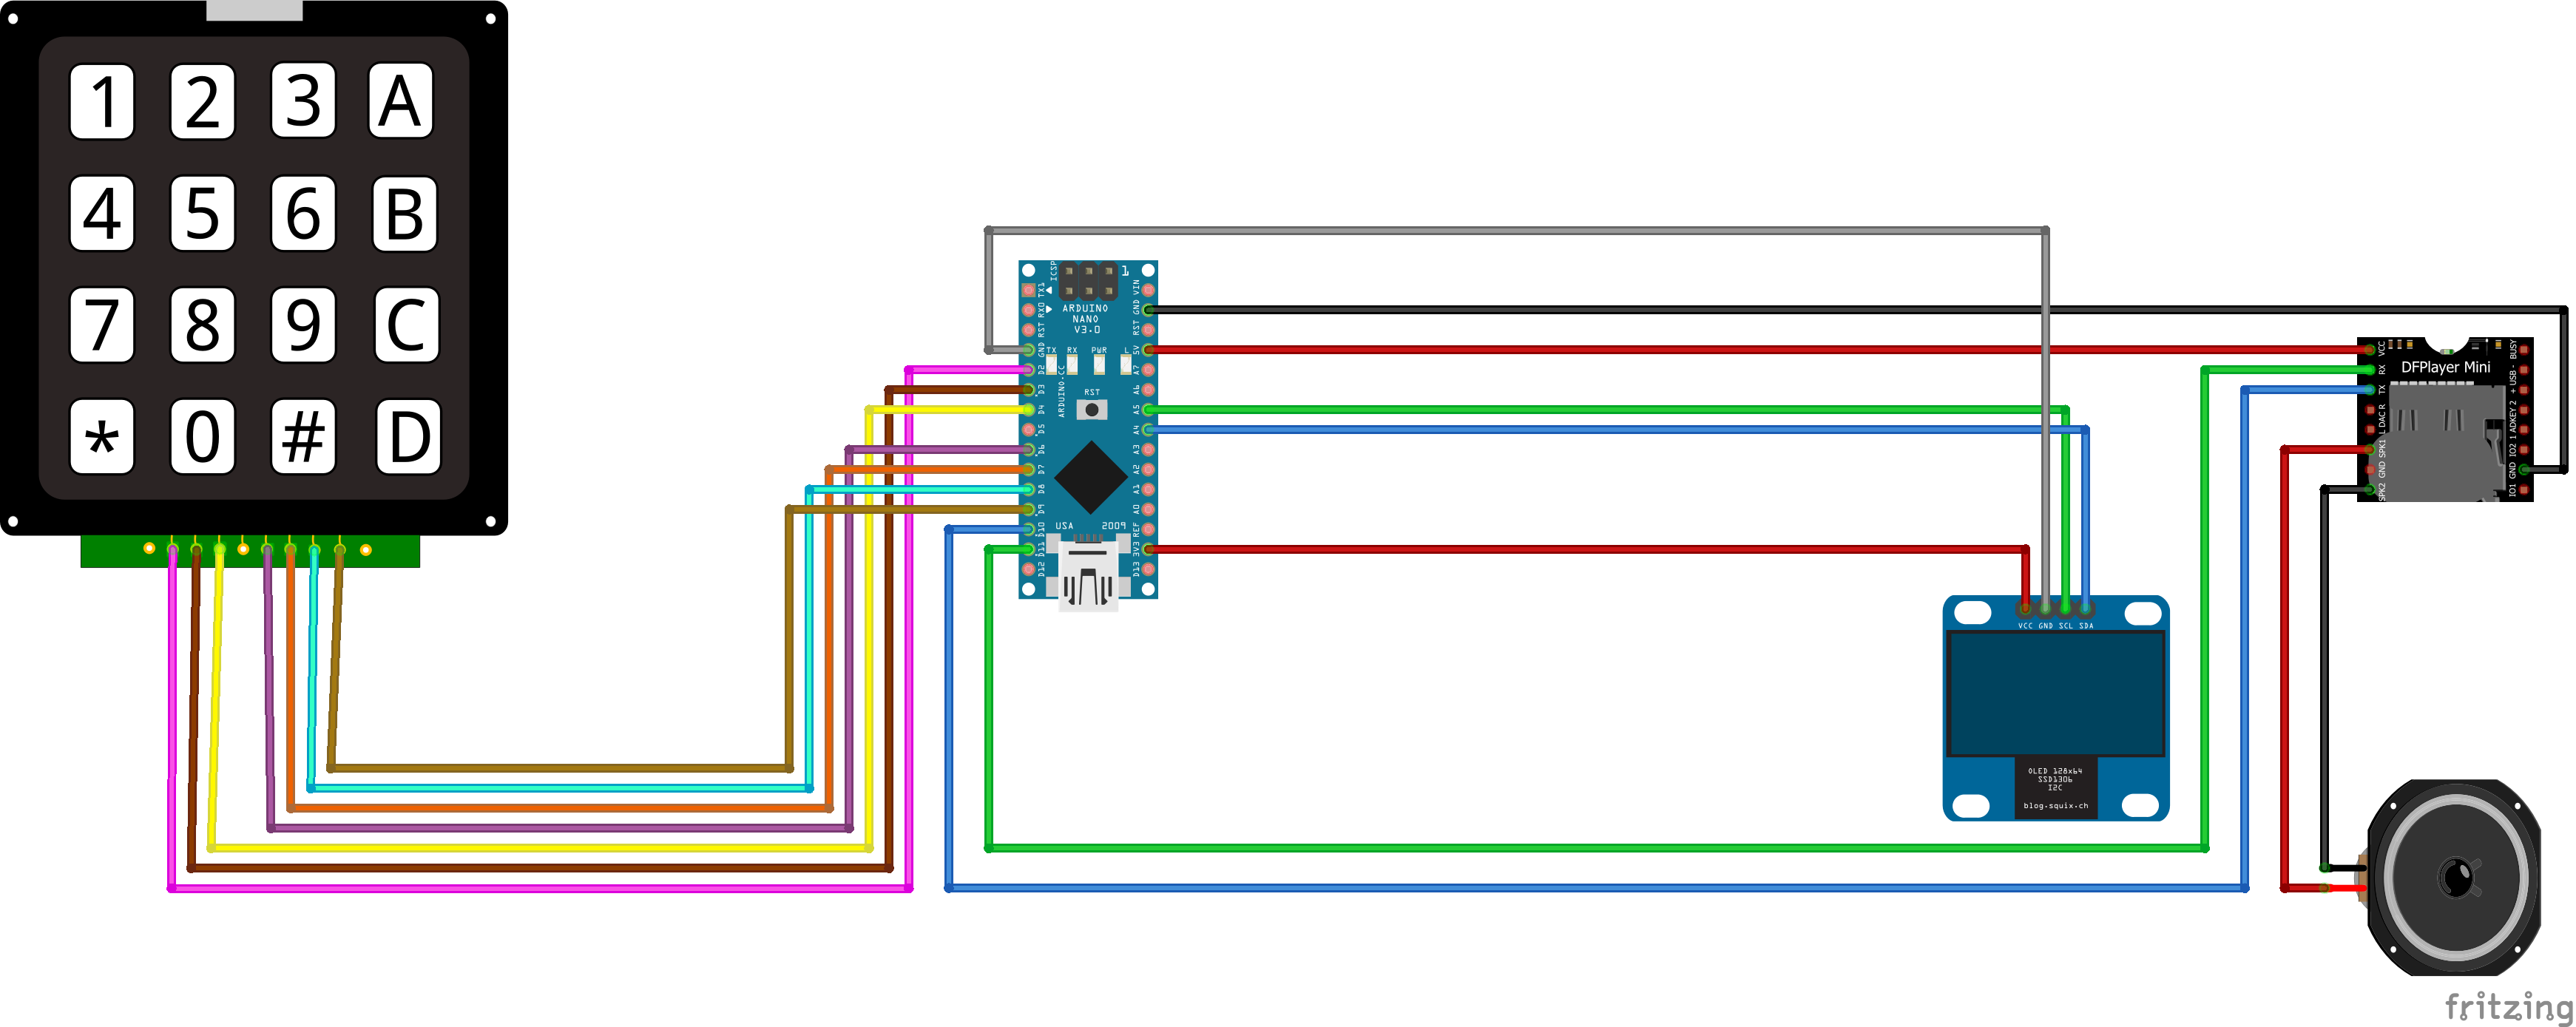 1 2 3 A
4 5 6 B
7 8 9 C
* 0 # D
ICSP
1
ARDUINO
NANO
V3.0
TX RX PWR L
RST
ARDUINO.CC
USA 2009
TX1
RX0
RST
GND
D2
D3
D4
D5
D6
D7
D8
D9
D10
D11
D12
VIN
GND
RST
5V
A7
A6
A5
A4
A3
A2
A1
A0
REF
3V3
D13
VCC GND SCL SDA
OLED 128x64
SSD1306
I2C
blog.squix.ch
DFPlayer Mini
VCC
RX
TX
DAC R
L
SPK1
GND
SPK2
BUSY
USB -
+
ADKEY 2
1
IO2
GND
IO1
fritzing